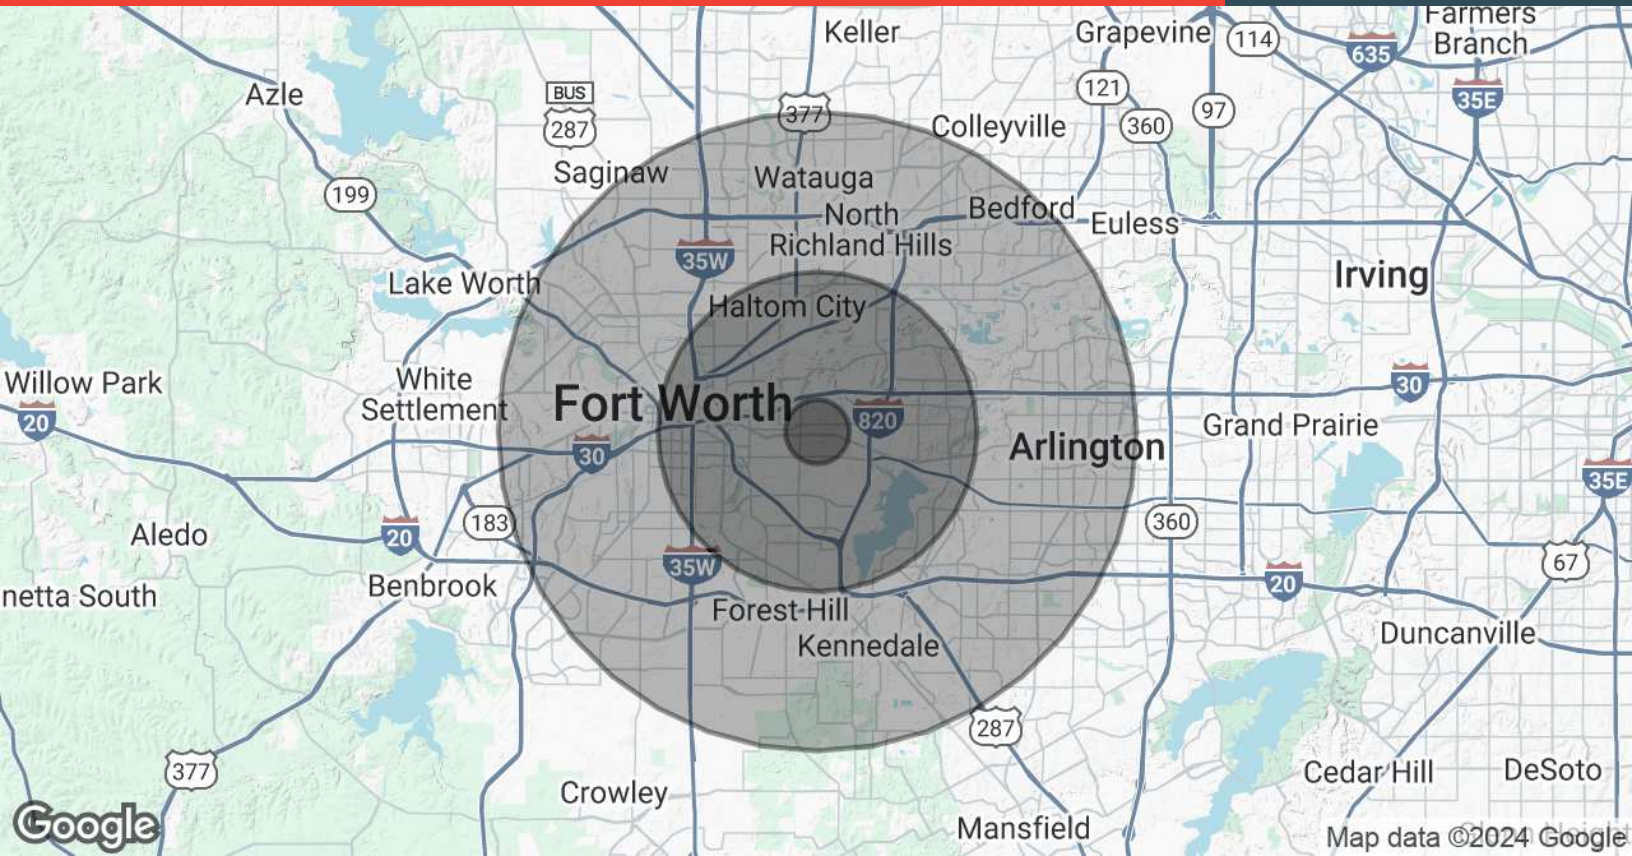 Keller
Grapevine
114
Farmers
Branch
635
121
35E
Azle
BUS
287
377
97
360
Colleyville
Saginaw
Watauga
199
North
Richland Hills
Bedford
Euless
35W
Irving
Lake Worth
Haltom City
Willow Park
20
White
Settlement
Fort Worth
820
30
30
Grand Prairie
Arlington
35E
183
360
Aledo
20
67
35W
20
netta South
Benbrook
Forest Hill
Kennedale
Duncanville
287
377
Cedar Hill
DeSoto
Crowley
Google
Mansfield
Map data ©2024 Google